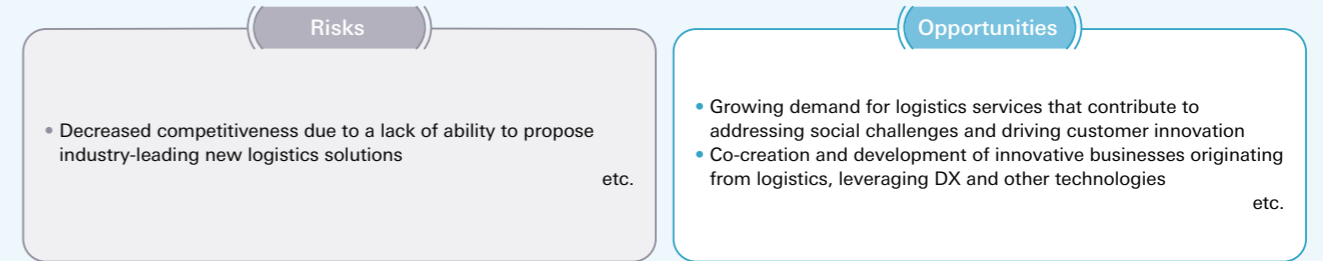 Risks
• Decreased competitiveness due to a lack of ability to propose
industry-leading new logistics solutions
etc.
Opportunities
• Growing demand for logistics services that contribute to
addressing social challenges and driving customer innovation
• Co-creation and development of innovative businesses originating
from logistics, leveraging DX and other technologies
etc.